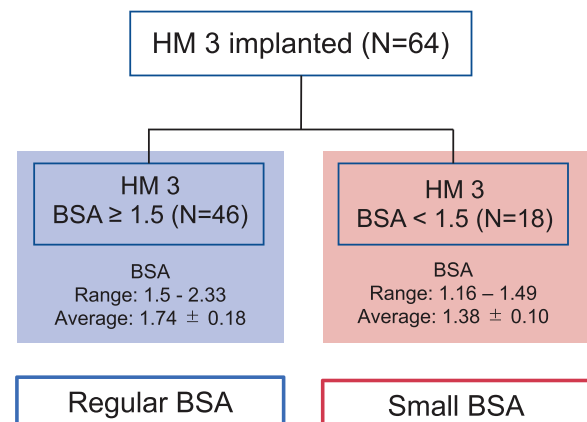 HM 3 implanted (N=64)
HM 3
BSA ≥ 1.5 (N=46)
BSA
Range: 1.5 - 2.33
Average: 1.74 ± 0.18
HM 3
BSA < 1.5 (N=18)
BSA
Range: 1.16 – 1.49
Average: 1.38 ± 0.10
Regular BSA
Small BSA